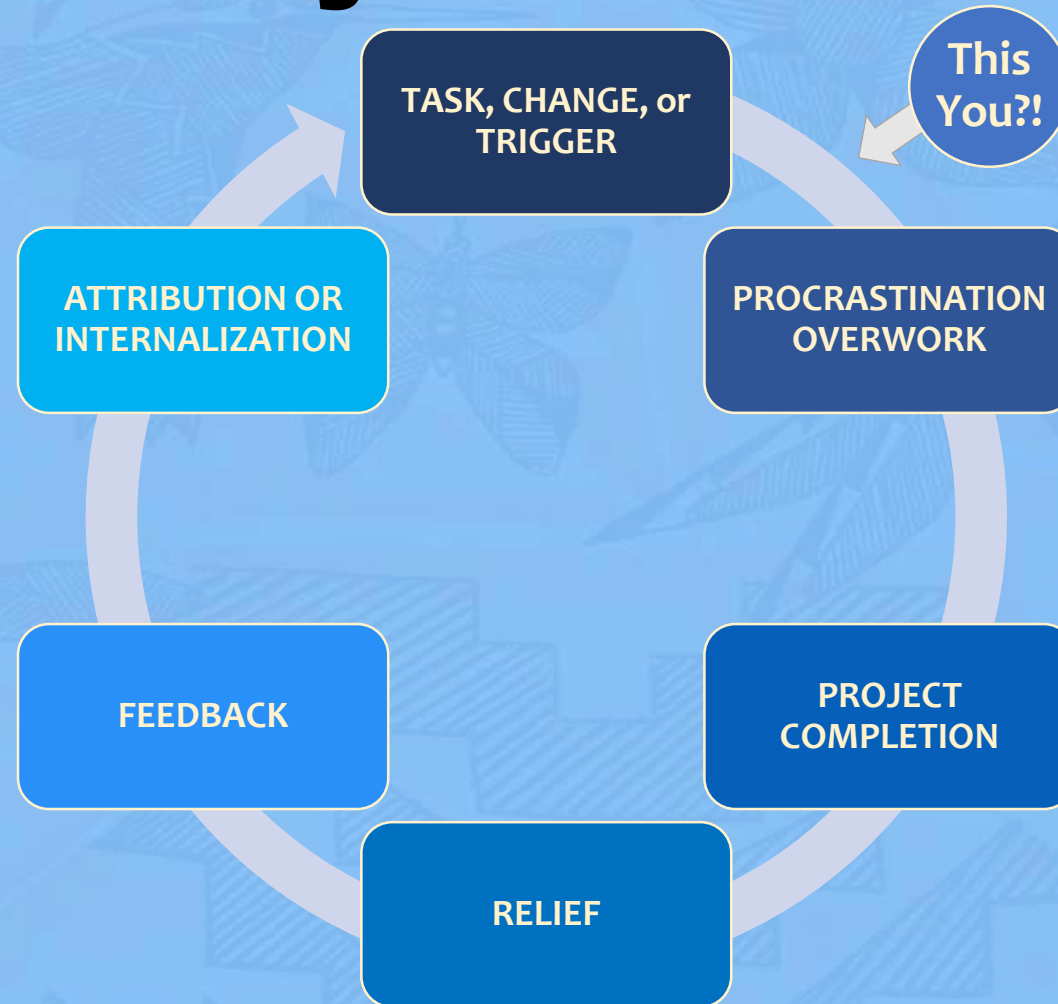 TASK, CHANGE, or
TRIGGER
This
You?!
PROCRASTINATION
OVERWORK
PROJECT
COMPLETION
RELIEF
FEEDBACK
ATTRIBUTION OR
INTERNALIZATION